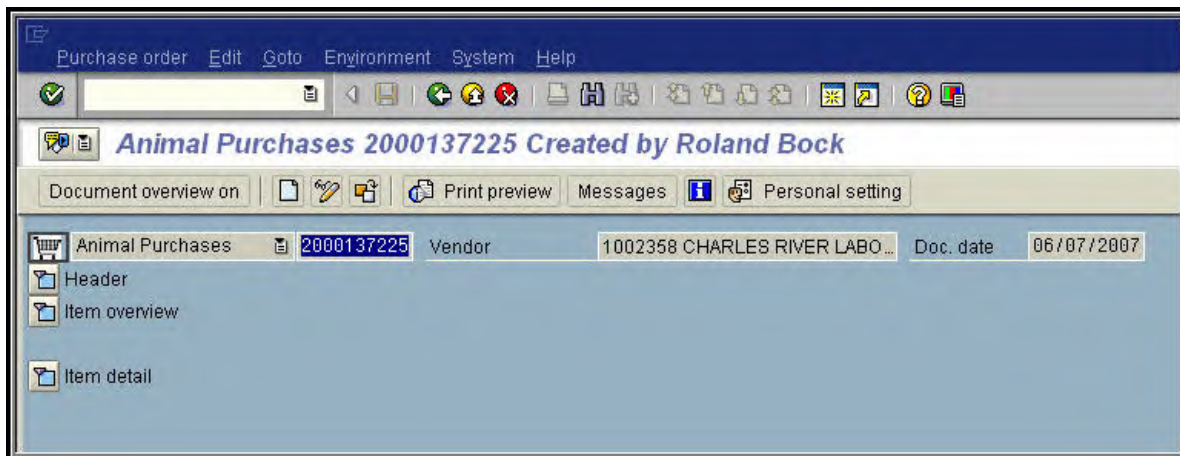 Purchase order Edit Goto Environment System Help
Animal Purchases 2000137225 Created by Roland Bock
Document overview on Print preview Messages Personal setting
Animal Purchases 2000137225 Vendor 1002358 CHARLES RIVER LABO... Doc. date 06/07/2007
Header
Item overview
Item detail